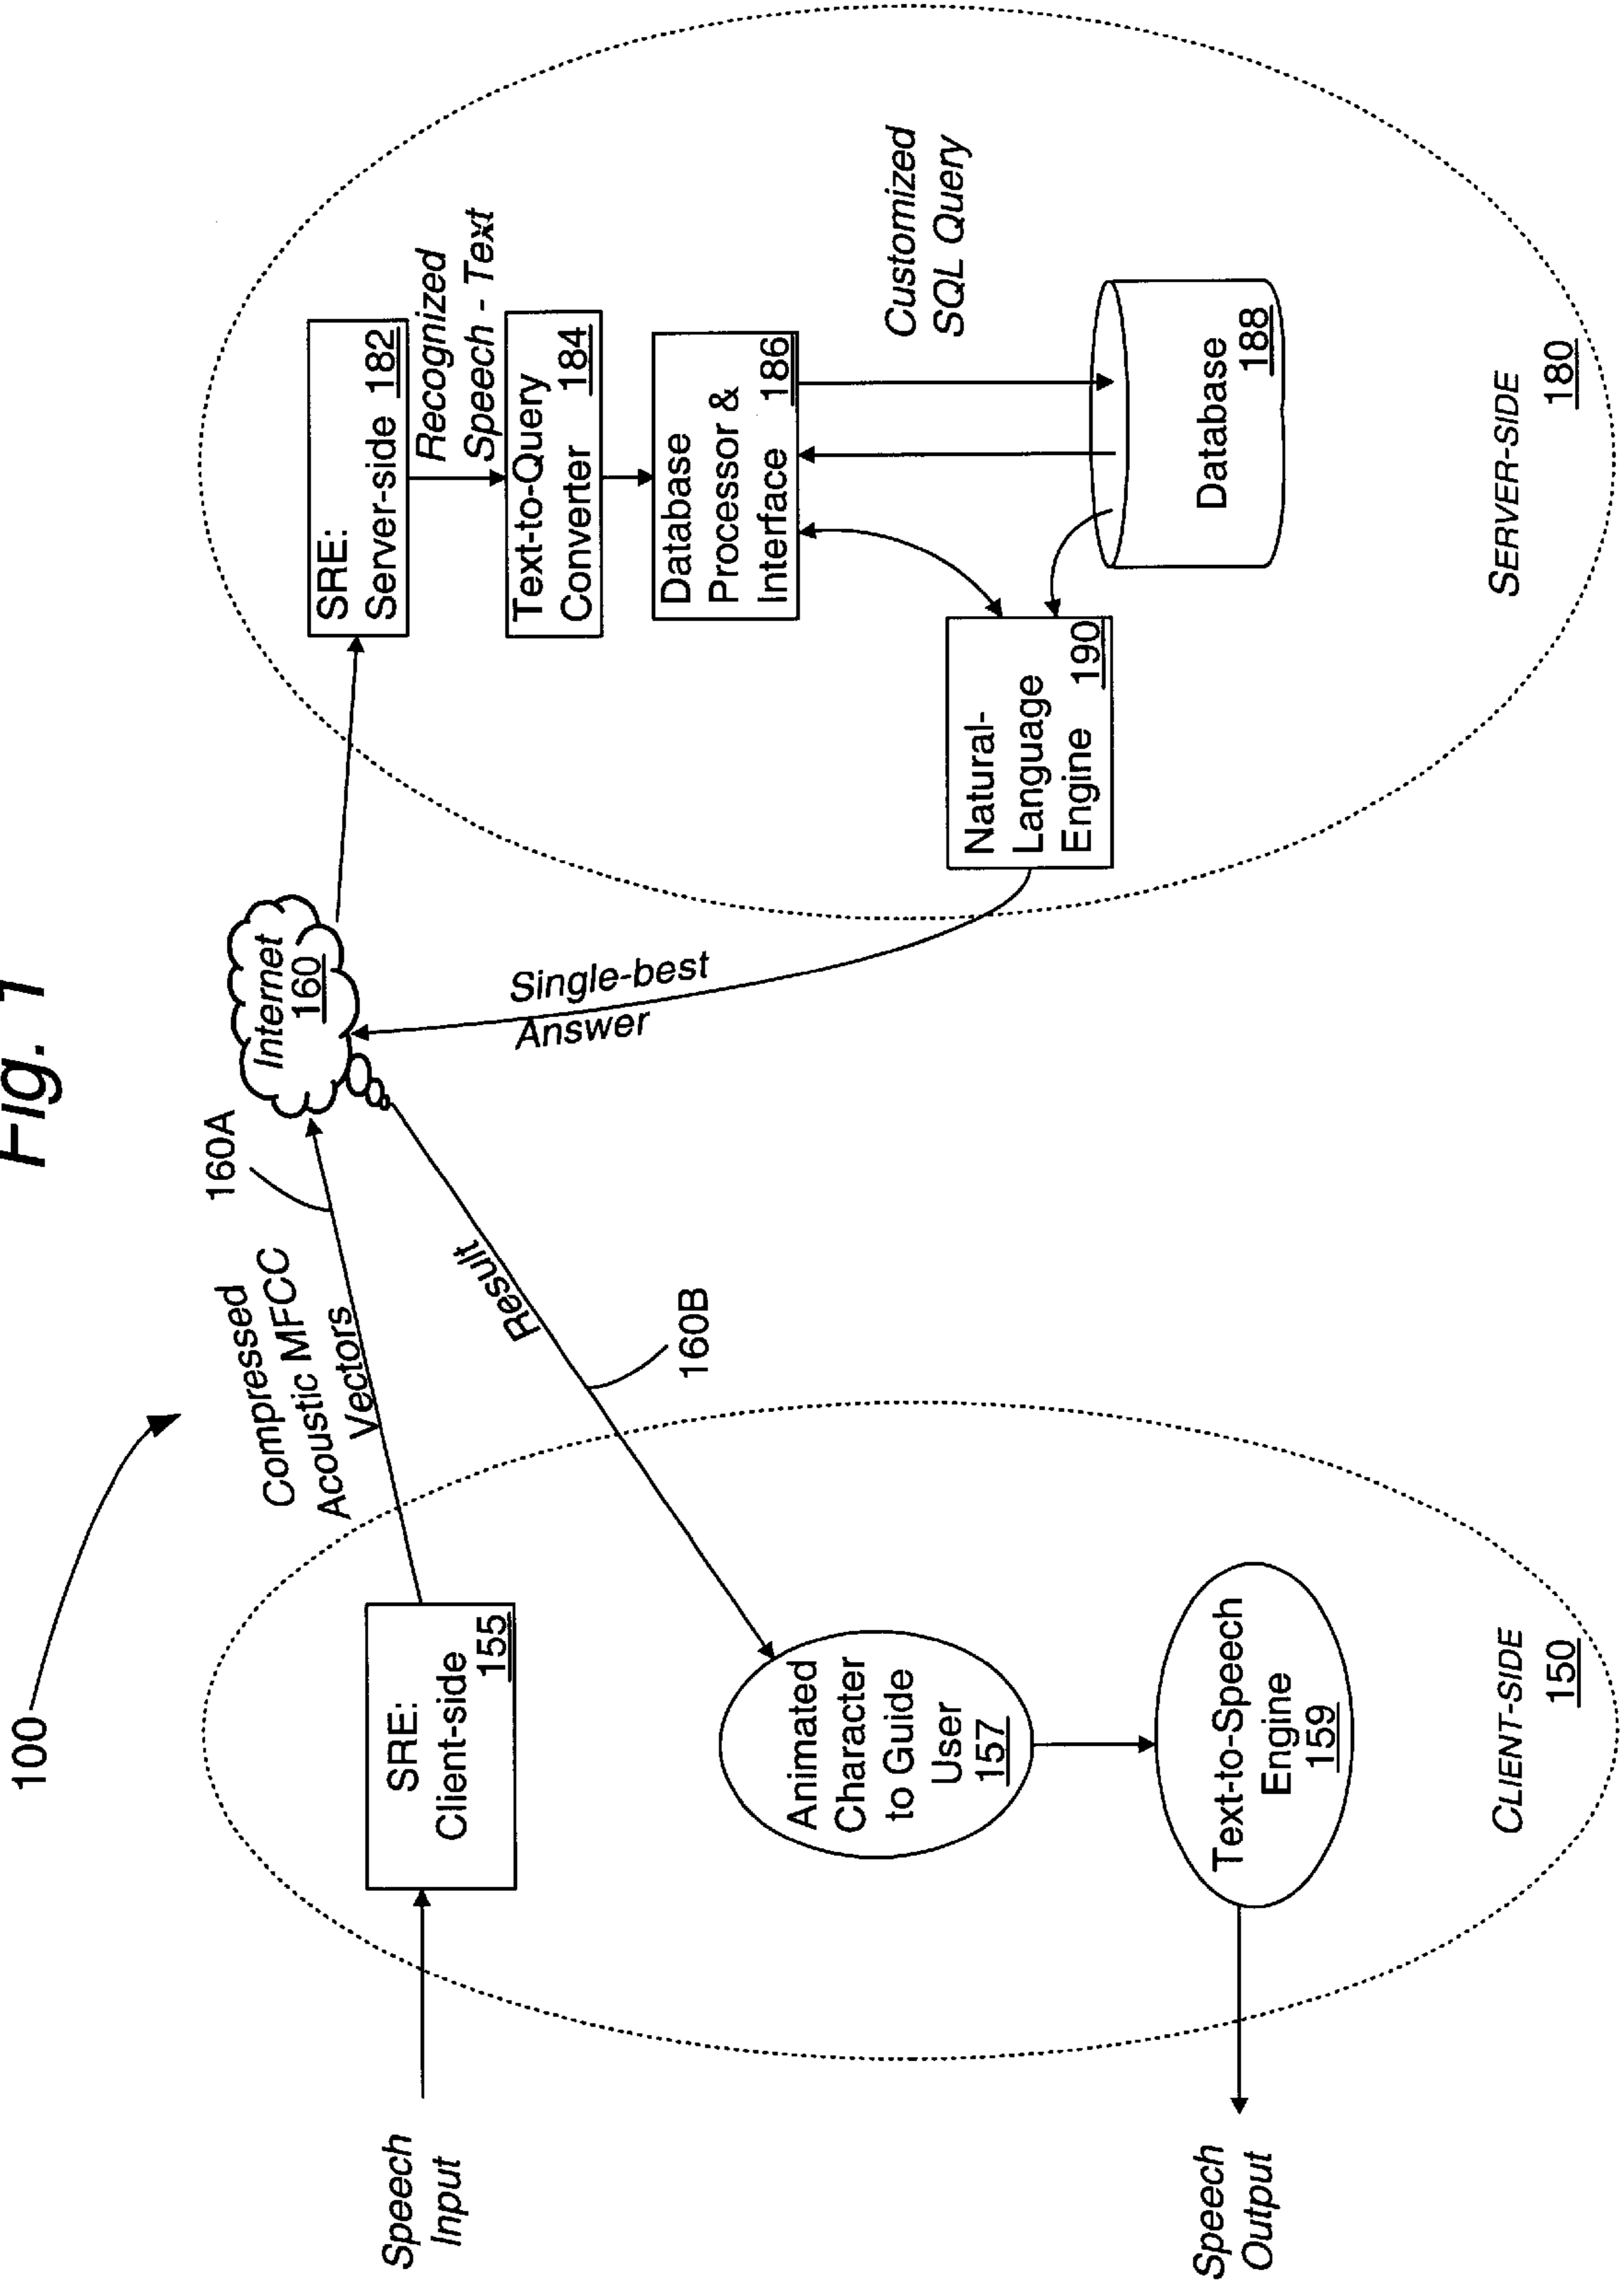 Fig. 1
100
Speech
Input
SRE:
Client-side
155
Compressed
Acoustic MFCC
Vectors
160A
Internet
160
Result
160B
Single-best
Answer
Animated
Character
to Guide
User
157
Text-to-Speech
Engine
159
Speech
Output
CLIENT-SIDE
150
SRE:
Server-side 182
Recognized
Speech - Text
Text-to-Query
Converter 184
Database
Processor &
Interface 186
Customized
SQL Query
Natural-
Language
Engine 190
Database
188
SERVER-SIDE
180